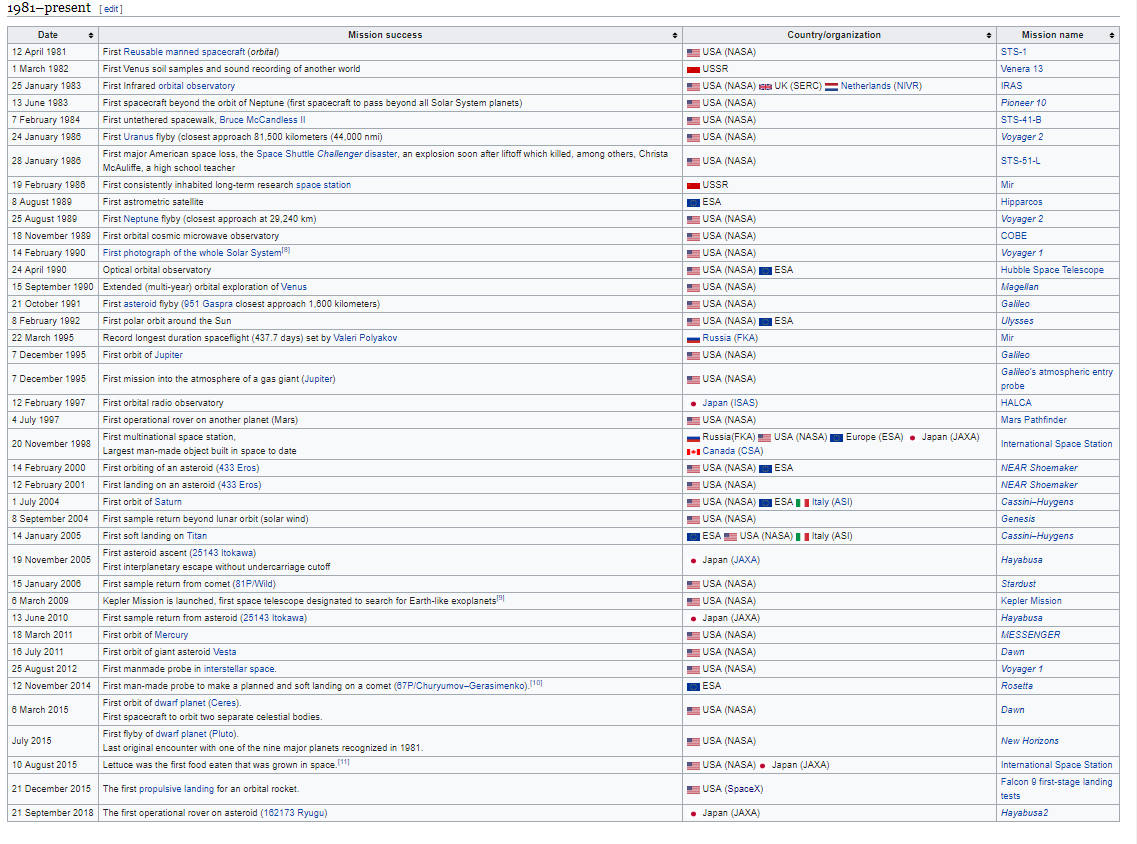 1981–present [ edit ]
Date Mission success Country/organization Mission name
12 April 1981 First Reusable manned spacecraft (orbital) USA (NASA) STS-1
1 March 1982 First Venus soil samples and sound recording of another world USSR Venera 13
25 January 1983 First Infrared orbital observatory USA (NASA) UK (SERC) Netherlands (NIVR) IRAS
13 June 1983 First spacecraft beyond the orbit of Neptune (first spacecraft to pass beyond all Solar System planets) USA (NASA) Pioneer 10
7 February 1984 First untethered spacewalk, Bruce McCandless II USA (NASA) STS-41-B
24 January 1986 First Uranus flyby (closest approach 81,500 kilometers (44,000 nmi) USA (NASA) Voyager 2
28 January 1986 First major American space loss, the Space Shuttle Challenger disaster, an explosion soon after liftoff which killed, among others, Christa
McAuliffe, a high school teacher USA (NASA) STS-51-L
19 February 1986 First consistently inhabited long-term research space station USSR Mir
8 August 1989 First astrometric satellite ESA Hipparcos
25 August 1989 First Neptune flyby (closest approach at 29,240 km) USA (NASA) Voyager 2
18 November 1989 First orbital cosmic microwave observatory USA (NASA) COBE
14 February 1990 First photograph of the whole Solar System[8] USA (NASA) Voyager 1
24 April 1990 Optical orbital observatory USA (NASA) ESA Hubble Space Telescope
15 September 1990 Extended (multi-year) orbital exploration of Venus USA (NASA) Magellan
21 October 1991 First asteroid flyby (951 Gaspra closest approach 1,600 kilometers) USA (NASA) Galileo
8 February 1992 First polar orbit around the Sun USA (NASA) ESA Ulysses
22 March 1995 Record longest duration spaceflight (437.7 days) set by Valeri Polyakov Russia (FKA) Mir
7 December 1995 First orbit of Jupiter USA (NASA) Galileo
7 December 1995 First mission into the atmosphere of a gas giant (Jupiter) USA (NASA) Galileo's atmospheric entry
probe
12 February 1997 First orbital radio observatory Japan (ISAS) HALCA
4 July 1997 First operational rover on another planet (Mars) USA (NASA) Mars Pathfinder
20 November 1998 First multinational space station, Russia(FKA) USA (NASA) Europe (ESA) Japan (JAXA) International Space Station
Largest man-made object built in space to date Canada (CSA)
14 February 2000 First orbiting of an asteroid (433 Eros) USA (NASA) ESA NEAR Shoemaker
12 February 2001 First landing on an asteroid (433 Eros) USA (NASA) NEAR Shoemaker
1 July 2004 First orbit of Saturn USA (NASA) ESA Italy (ASI) Cassini–Huygens
8 September 2004 First sample return beyond lunar orbit (solar wind) USA (NASA) Genesis
14 January 2005 First soft landing on Titan ESA USA (NASA) Italy (ASI) Cassini–Huygens
19 November 2005 First asteroid ascent (25143 Itokawa) Japan (JAXA) Hayabusa
First interplanetary escape without undercarriage cutoff
15 January 2006 First sample return from comet (81P/Wild) USA (NASA) Stardust
6 March 2009 Kepler Mission is launched, first space telescope designated to search for Earth-like exoplanets[9] USA (NASA) Kepler Mission
13 June 2010 First sample return from asteroid (25143 Itokawa) Japan (JAXA) Hayabusa
18 March 2011 First orbit of Mercury USA (NASA) MESSENGER
16 July 2011 First orbit of giant asteroid Vesta USA (NASA) Dawn
25 August 2012 First manmade probe in interstellar space. USA (NASA) Voyager 1
12 November 2014 First man-made probe to make a planned and soft landing on a comet (67P/Churyumov–Gerasimenko).[10] ESA Rosetta
6 March 2015 First orbit of dwarf planet (Ceres). USA (NASA) Dawn
First spacecraft to orbit two separate celestial bodies.
July 2015 First flyby of dwarf planet (Pluto). USA (NASA) New Horizons
Last original encounter with one of the nine major planets recognized in 1981.
10 August 2015 Lettuce was the first food eaten that was grown in space.[11] USA (NASA) Japan (JAXA) International Space Station
21 December 2015 The first propulsive landing for an orbital rocket. USA (SpaceX) Falcon 9 first-stage landing
tests
21 September 2018 The first operational rover on asteroid (162173 Ryugu) Japan (JAXA) Hayabusa2